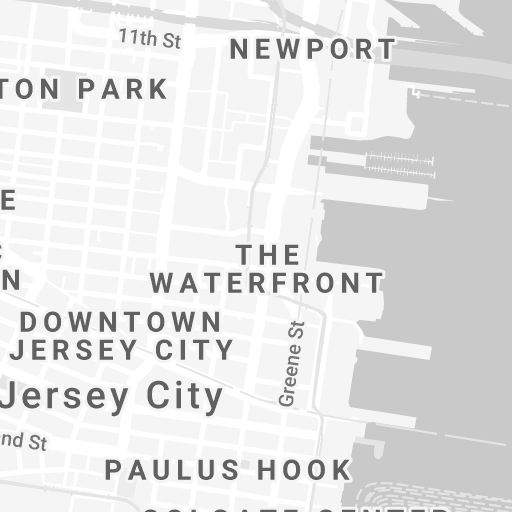 11th St
NEWPORT
TON PARK
E
N
THE
WATERFRONT
DOWNTOWN
JERSEY CITY
Greene St
Jersey City
nd St
PAULUS HOOK
COLGATE CENTER